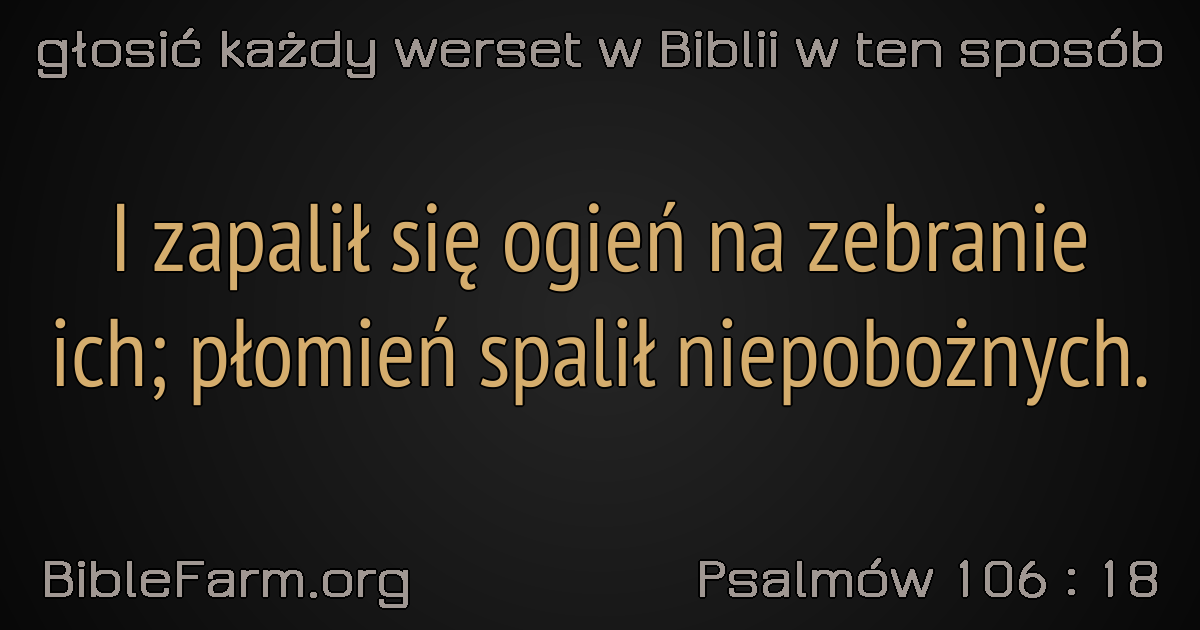 głosić każdy werset w Biblii w ten sposób
I zapalił się ogień na zebranie
ich; płomień spalił niepobożnych.
BibleFarm.org
Psalmów 106 : 18